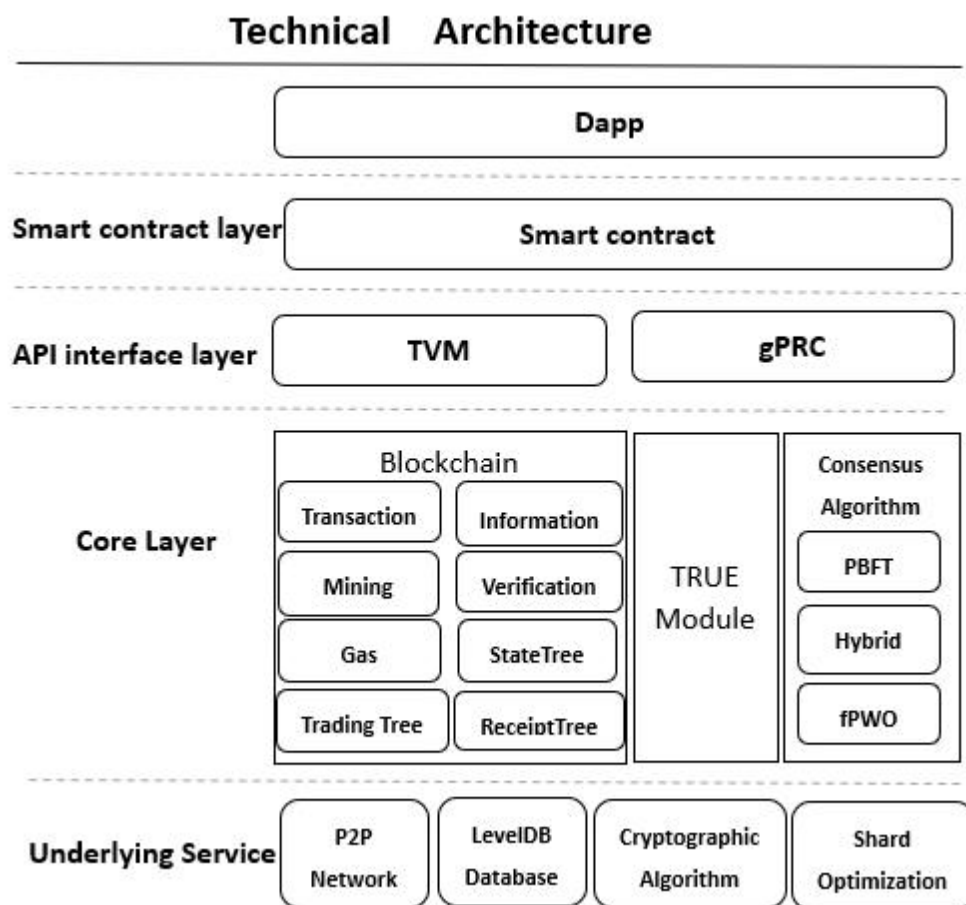 Technical Architecture
Dapp
Smart contract layer
Smart contract
API interface layer
TVM
gPRC
Core Layer
Blockchain
Transaction
Information
Mining
Verification
Gas
StateTree
Trading Tree
ReceiptTree
TRUE
Module
Consensus
Algorithm
PBFT
Hybrid
fPWO
Underlying Service
P2P
Network
LevelDB
Database
Cryptographic
Algorithm
Shard
Optimization